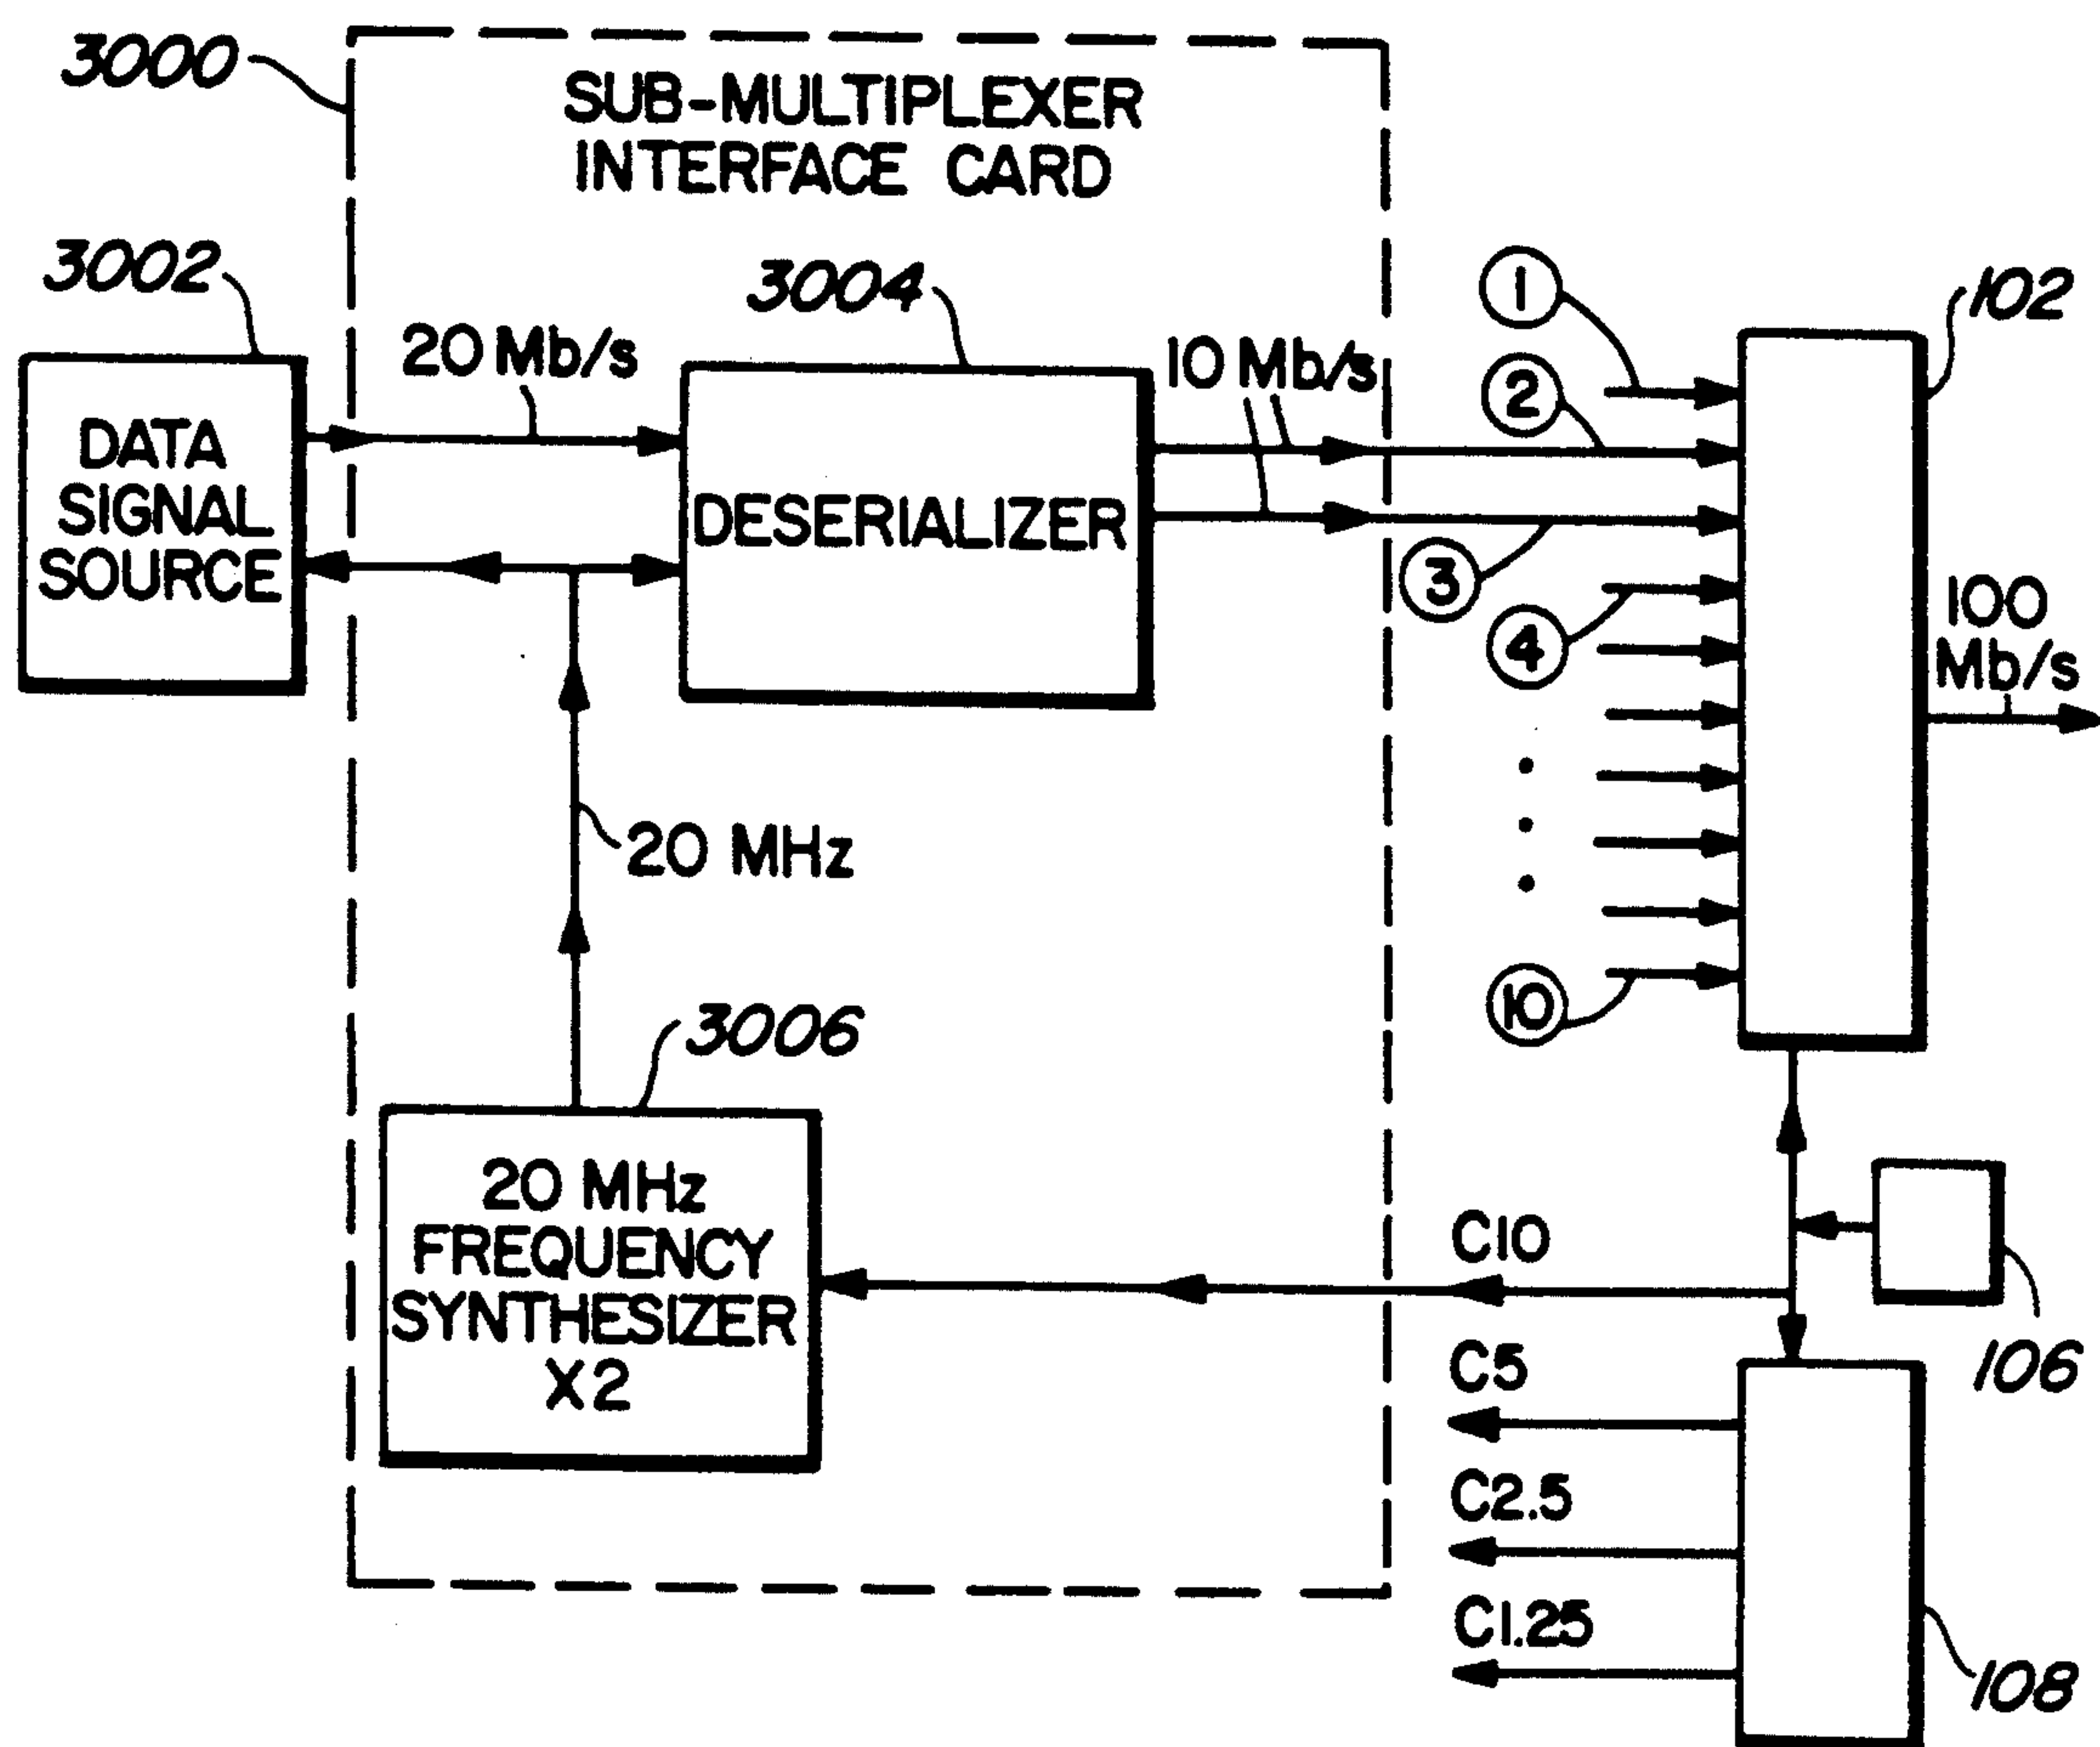 3000
SUB-MULTIPLEXER
INTERFACE CARD
3002
3004
1
102
20 Mb/s
10 Mb/s
2
DATA
SIGNAL
SOURCE
DESERIALIZER
3
4
100
Mb/s
20 MHz
10
3006
20 MHz
FREQUENCY
SYNTHESIZER
X2
C10
106
C5
C2.5
C1.25
108